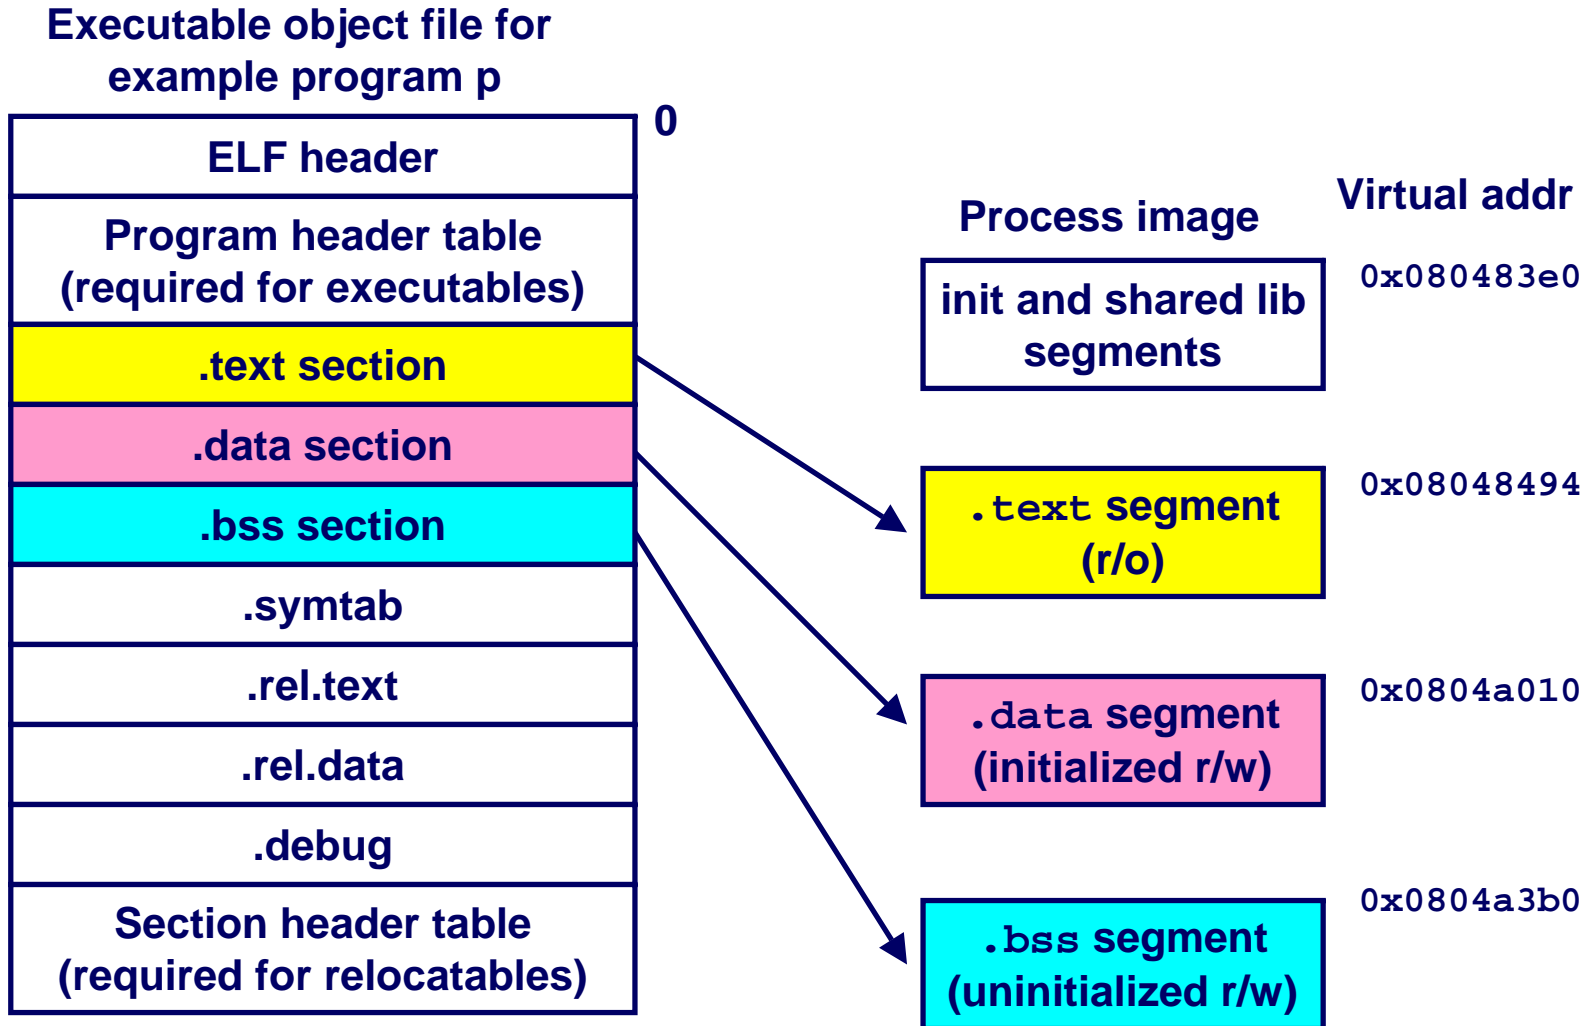 Executable object file for
example program p
0
ELF header
Program header table
(required for executables)
.text section
.data section
.bss section
.symtab
.rel.text
.rel.data
.debug
Section header table
(required for relocatables)
Process image
Virtual addr
init and shared lib
segments
0x080483e0
.text segment
(r/o)
0x08048494
.data segment
(initialized r/w)
0x0804a010
.bss segment
(uninitialized r/w)
0x0804a3b0